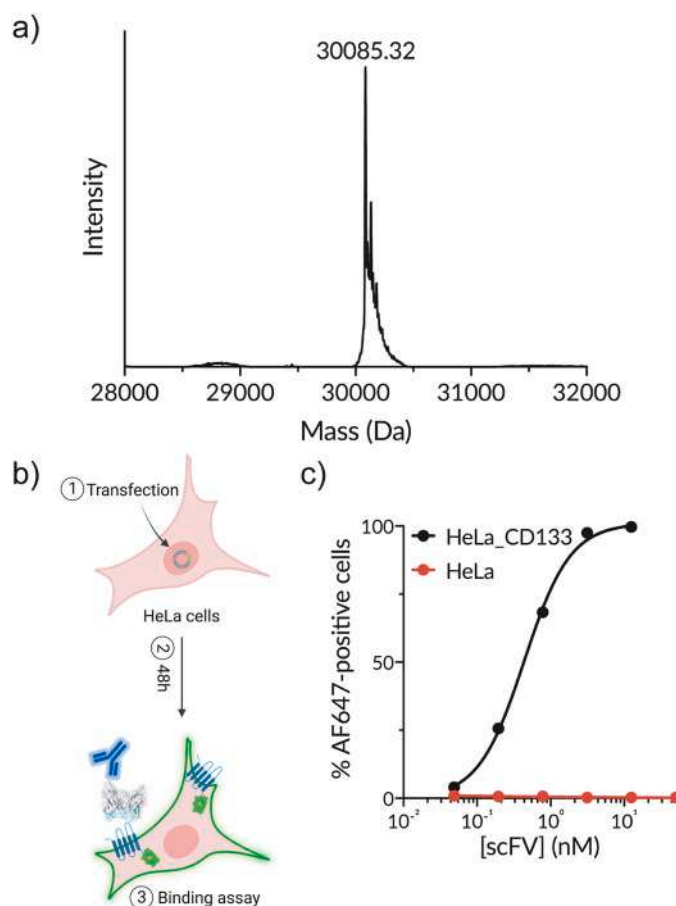 a)
30085.32
Intensity
28000 29000 30000 31000 32000
Mass (Da)
b)
1 Transfection
HeLa cells
2 48h
3 Binding assay
c)
HeLa_CD133
HeLa
% AF647-positive cells
100
50
0
10⁻² 10⁻¹ 10⁰ 10¹
[scFV] (nM)